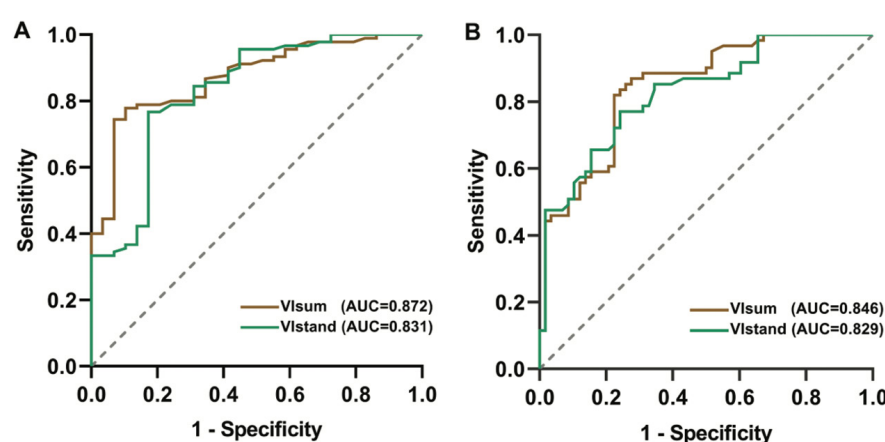 A
Sensitivity
1.0
0.8
0.6
0.4
0.2
0.0
VIsum (AUC=0.872)
VIstand (AUC=0.831)
0.0 0.2 0.4 0.6 0.8 1.0
1 - Specificity
B
Sensitivity
1.0
0.8
0.6
0.4
0.2
0.0
VIsum (AUC=0.846)
VIstand (AUC=0.829)
0.0 0.2 0.4 0.6 0.8 1.0
1 - Specificity